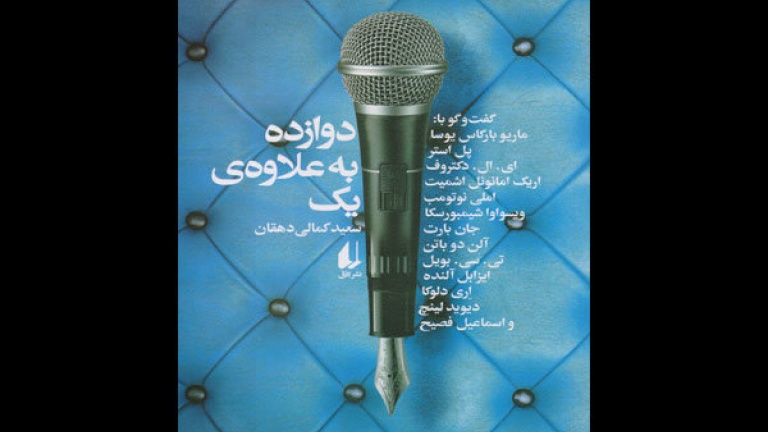 دوازده
به علاوه‌ی
یک
سعید کمالی دهقان
نشر افق
گفت‌وگو با:
ماریو بارگاس یوسا
پل استر
ای. ال. دکتروف
اریک امانوئل اشمیت
املی نوتومب
ویسواوا شیمبورسکا
جان بارت
آلن دو باتن
تی. سی. بویل
ایزابل آلنده
اری دلوکا
دیوید لینچ
و اسماعیل فصیح